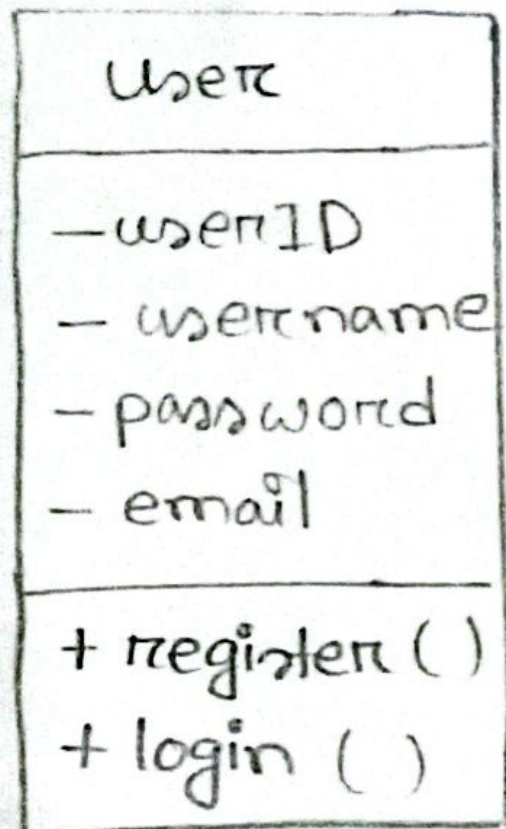 User
- userID
- username
- password
- email
+ register ( )
+ login ( )